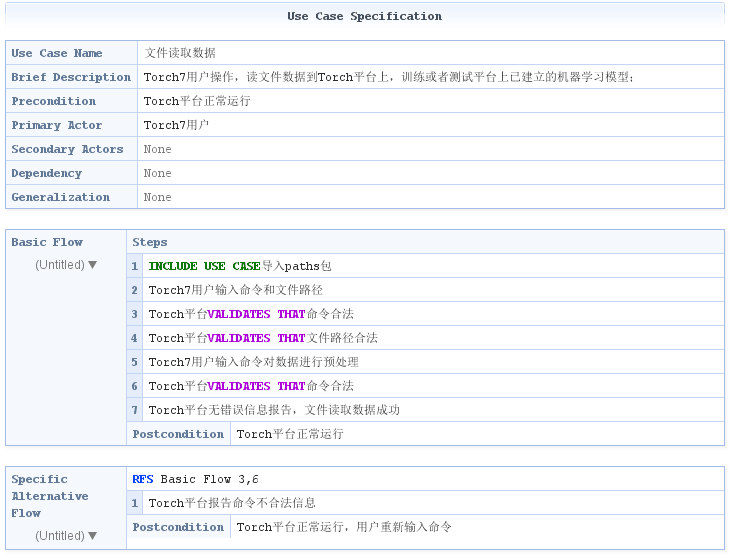 Use Case Specification
Use Case Name 文件读取数据
Brief Description Torch7用户操作，读文件数据到Torch平台上，训练或者测试平台上已建立的机器学习模型；
Precondition Torch平台正常运行
Primary Actor Torch7用户
Secondary Actors None
Dependency None
Generalization None
Basic Flow Steps
(Untitled) ▼
1 INCLUDE USE CASE导入paths包
2 Torch7用户输入命令和文件路径
3 Torch平台VALIDATES THAT命令合法
4 Torch平台VALIDATES THAT文件路径合法
5 Torch7用户输入命令对数据进行预处理
6 Torch平台VALIDATES THAT命令合法
7 Torch平台无错误信息报告，文件读取数据成功
Postcondition Torch平台正常运行
Specific Alternative Flow
(Untitled) ▼
RFS Basic Flow 3,6
1 Torch平台报告命令不合法信息
Postcondition Torch平台正常运行，用户重新输入命令